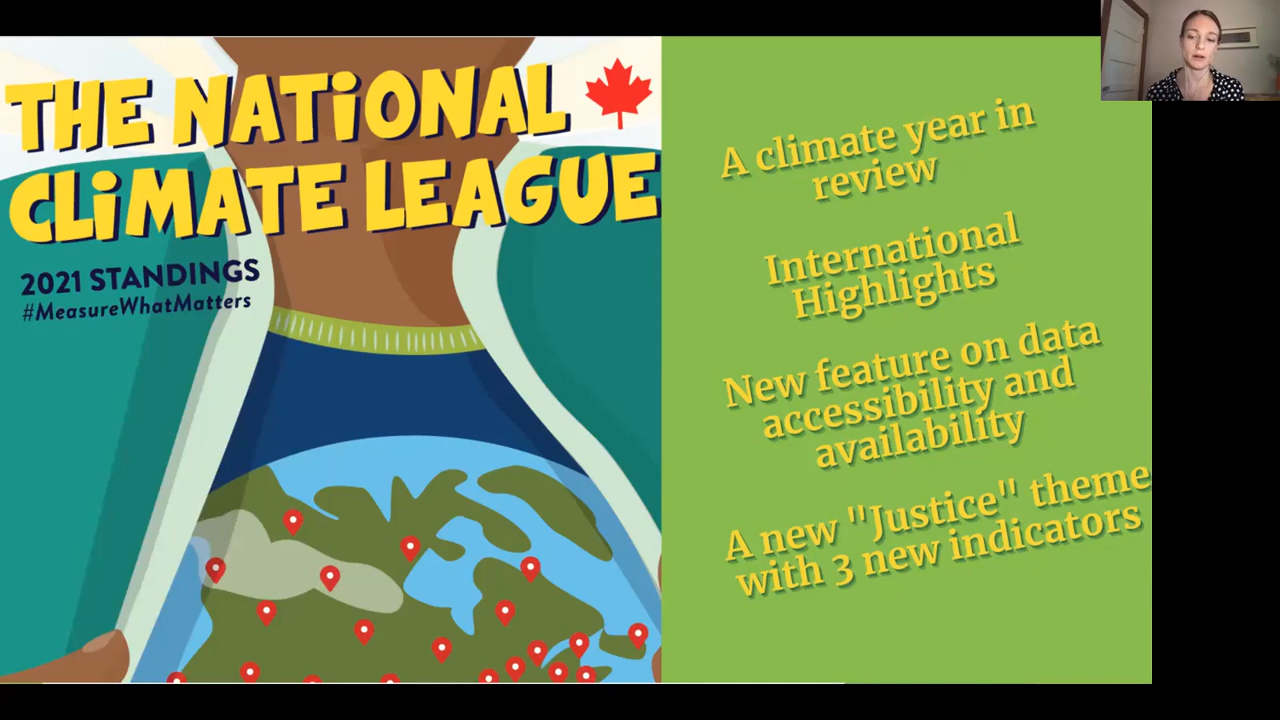 THE NATiONAL
CLiMATE LEAGUE
2021 STANDINGS
#MeasureWhatMatters
A climate year in
review
International
Highlights
New feature on data
accessibility and
availability
A new "Justice" theme
with 3 new indicators